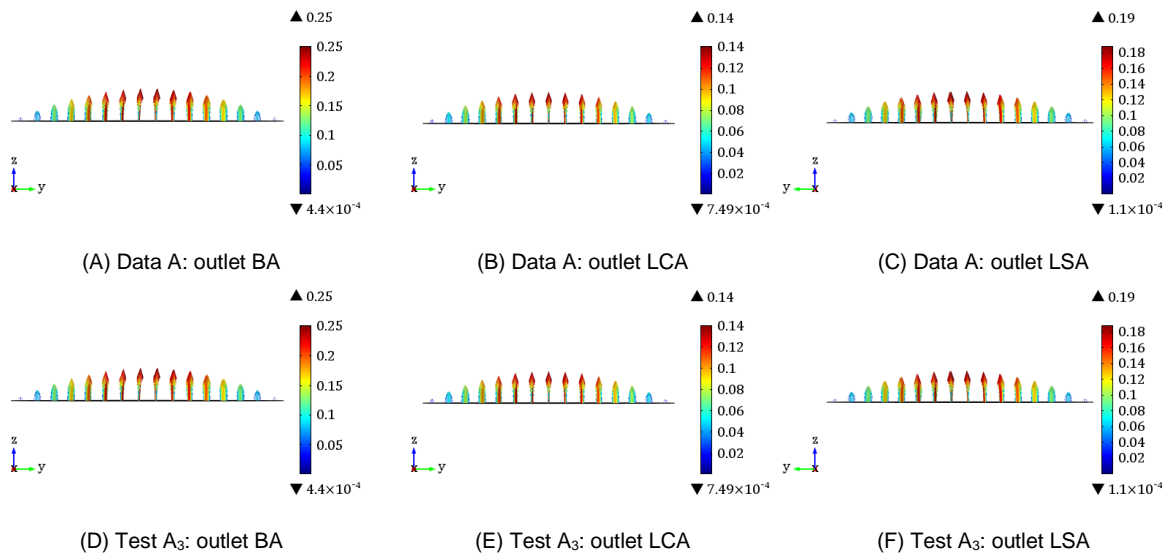 ▲ 0.25
0.25
0.2
0.15
0.1
0.05
▼ 4.4×10⁻⁴
z
y
x
(A) Data A: outlet BA
▲ 0.14
0.14
0.12
0.10
0.08
0.06
0.04
0.02
▼ 7.49×10⁻⁴
z
y
x
(B) Data A: outlet LCA
▲ 0.19
0.18
0.16
0.14
0.12
0.10
0.08
0.06
0.04
0.02
▼ 1.1×10⁻⁴
z
y
x
(C) Data A: outlet LSA
▲ 0.25
0.25
0.2
0.15
0.1
0.05
▼ 4.4×10⁻⁴
z
y
x
(D) Test A₃: outlet BA
▲ 0.14
0.14
0.12
0.10
0.08
0.06
0.04
0.02
▼ 7.49×10⁻⁴
z
y
x
(E) Test A₃: outlet LCA
▲ 0.19
0.18
0.16
0.14
0.12
0.10
0.08
0.06
0.04
0.02
▼ 1.1×10⁻⁴
z
y
x
(F) Test A₃: outlet LSA